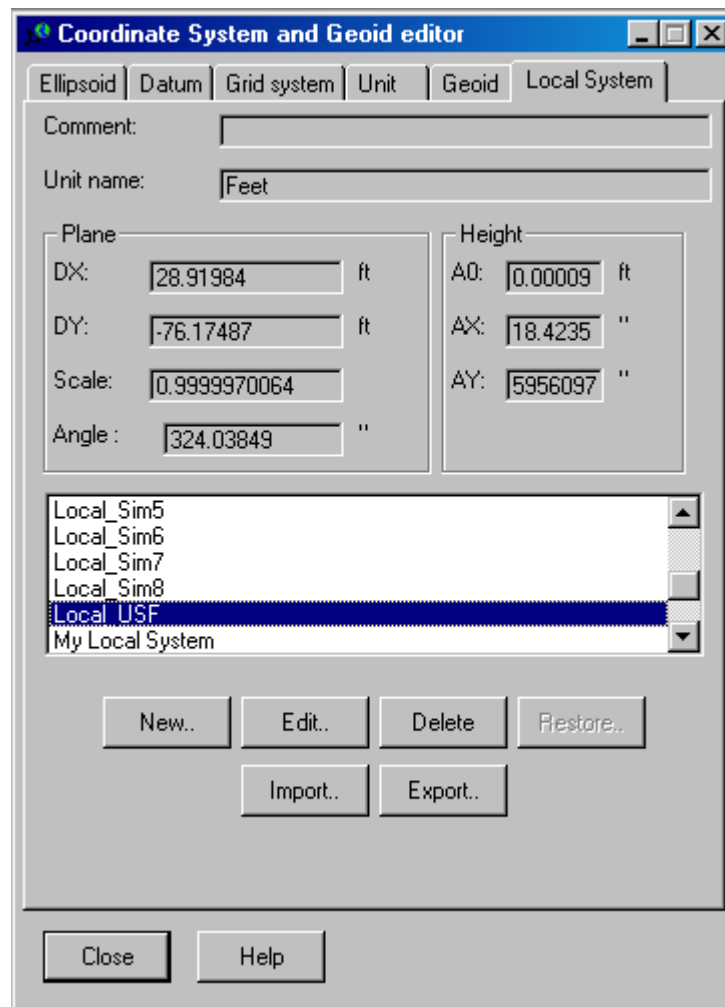 Coordinate System and Geoid editor
Ellipsoid Datum Grid system Unit Geoid Local System
Comment:
Unit name: Feet
Plane
DX: 28.91984 ft
DY: -76.17487 ft
Scale: 0.9999970064
Angle : 324.03849 "
Height
A0: 0.00009 ft
AX: 18.4235 "
AY: 5956097 "
Local_Sim5
Local_Sim6
Local_Sim7
Local_Sim8
Local_USF
My Local System
New.. Edit.. Delete Restore..
Import.. Export..
Close Help